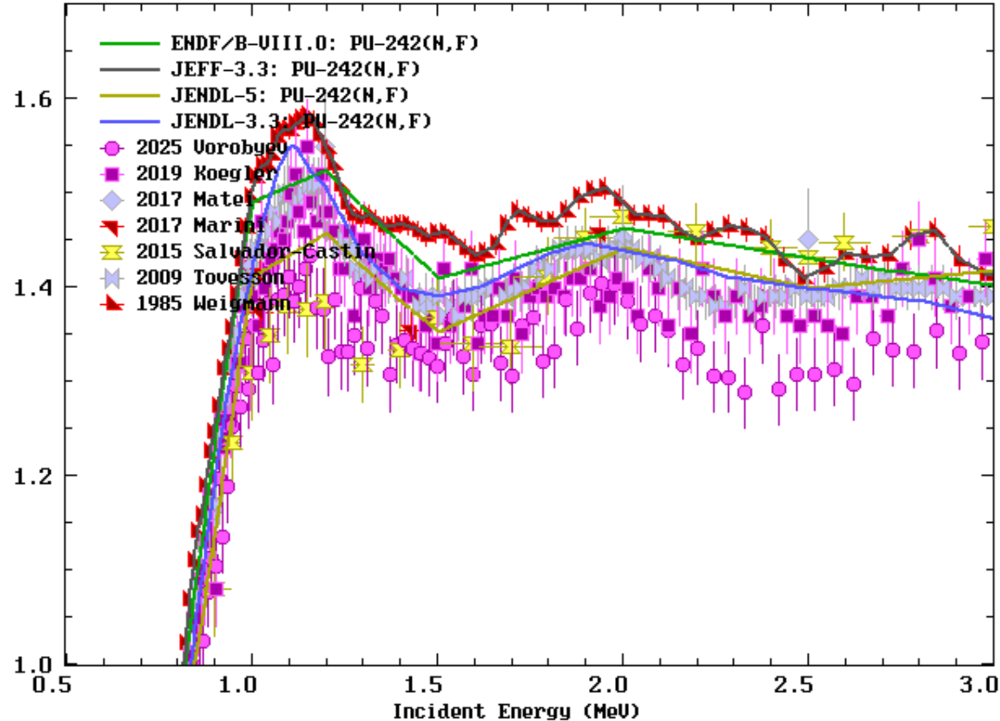 ENDF/B-VIII.0: PU-242(N,F)
JEFF-3.3: PU-242(N,F)
JENDL-5: PU-242(N,F)
JENDL-3.3: PU-242(N,F)
2025 Vorobyev
2019 Koegler
2017 Matei
2017 Marini
2015 Salvador-Castin
2009 Tovesson
1985 Weigmann
1.6
1.4
1.2
1.0
0.5 1.0 1.5 2.0 2.5 3.0
Incident Energy (MeV)